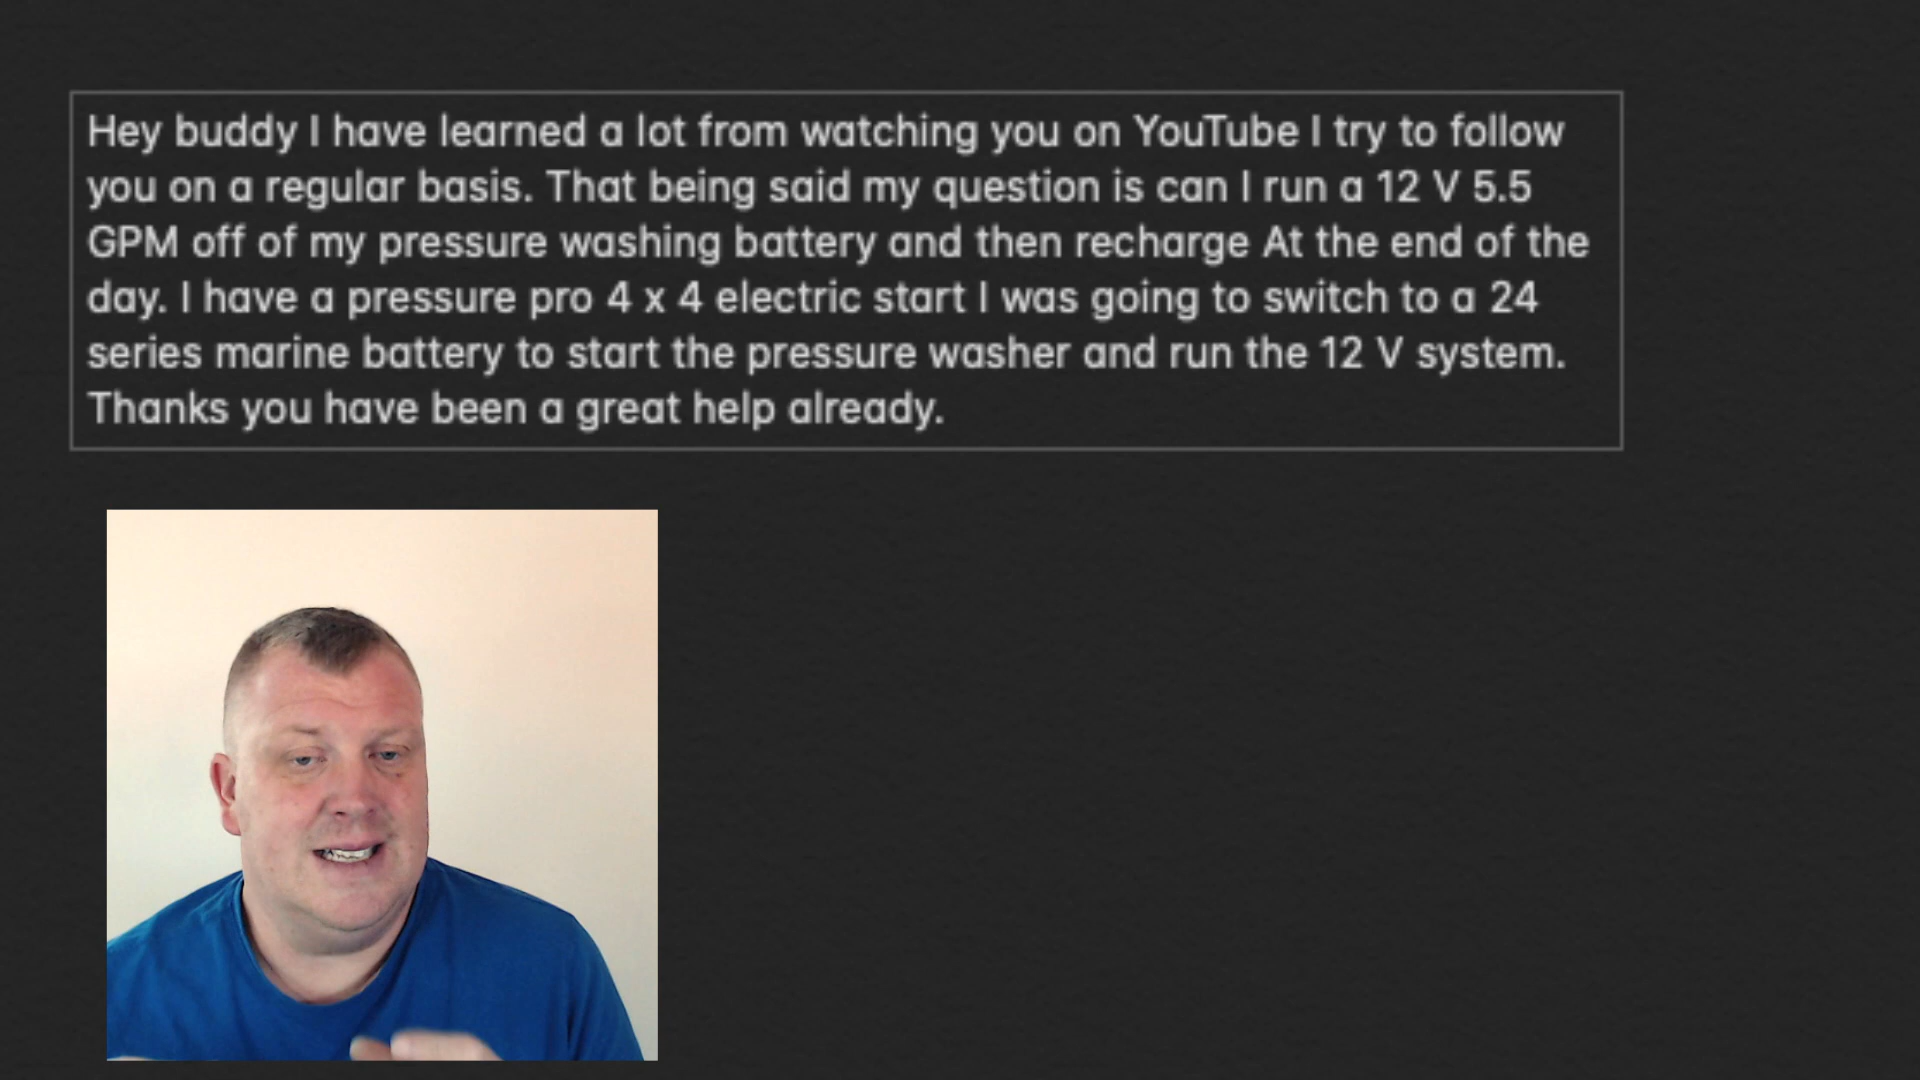 Hey buddy I have learned a lot from watching you on YouTube I try to follow
you on a regular basis. That being said my question is can I run a 12 V 5.5
GPM off of my pressure washing battery and then recharge At the end of the
day. I have a pressure pro 4 x 4 electric start I was going to switch to a 24
series marine battery to start the pressure washer and run the 12 V system.
Thanks you have been a great help already.